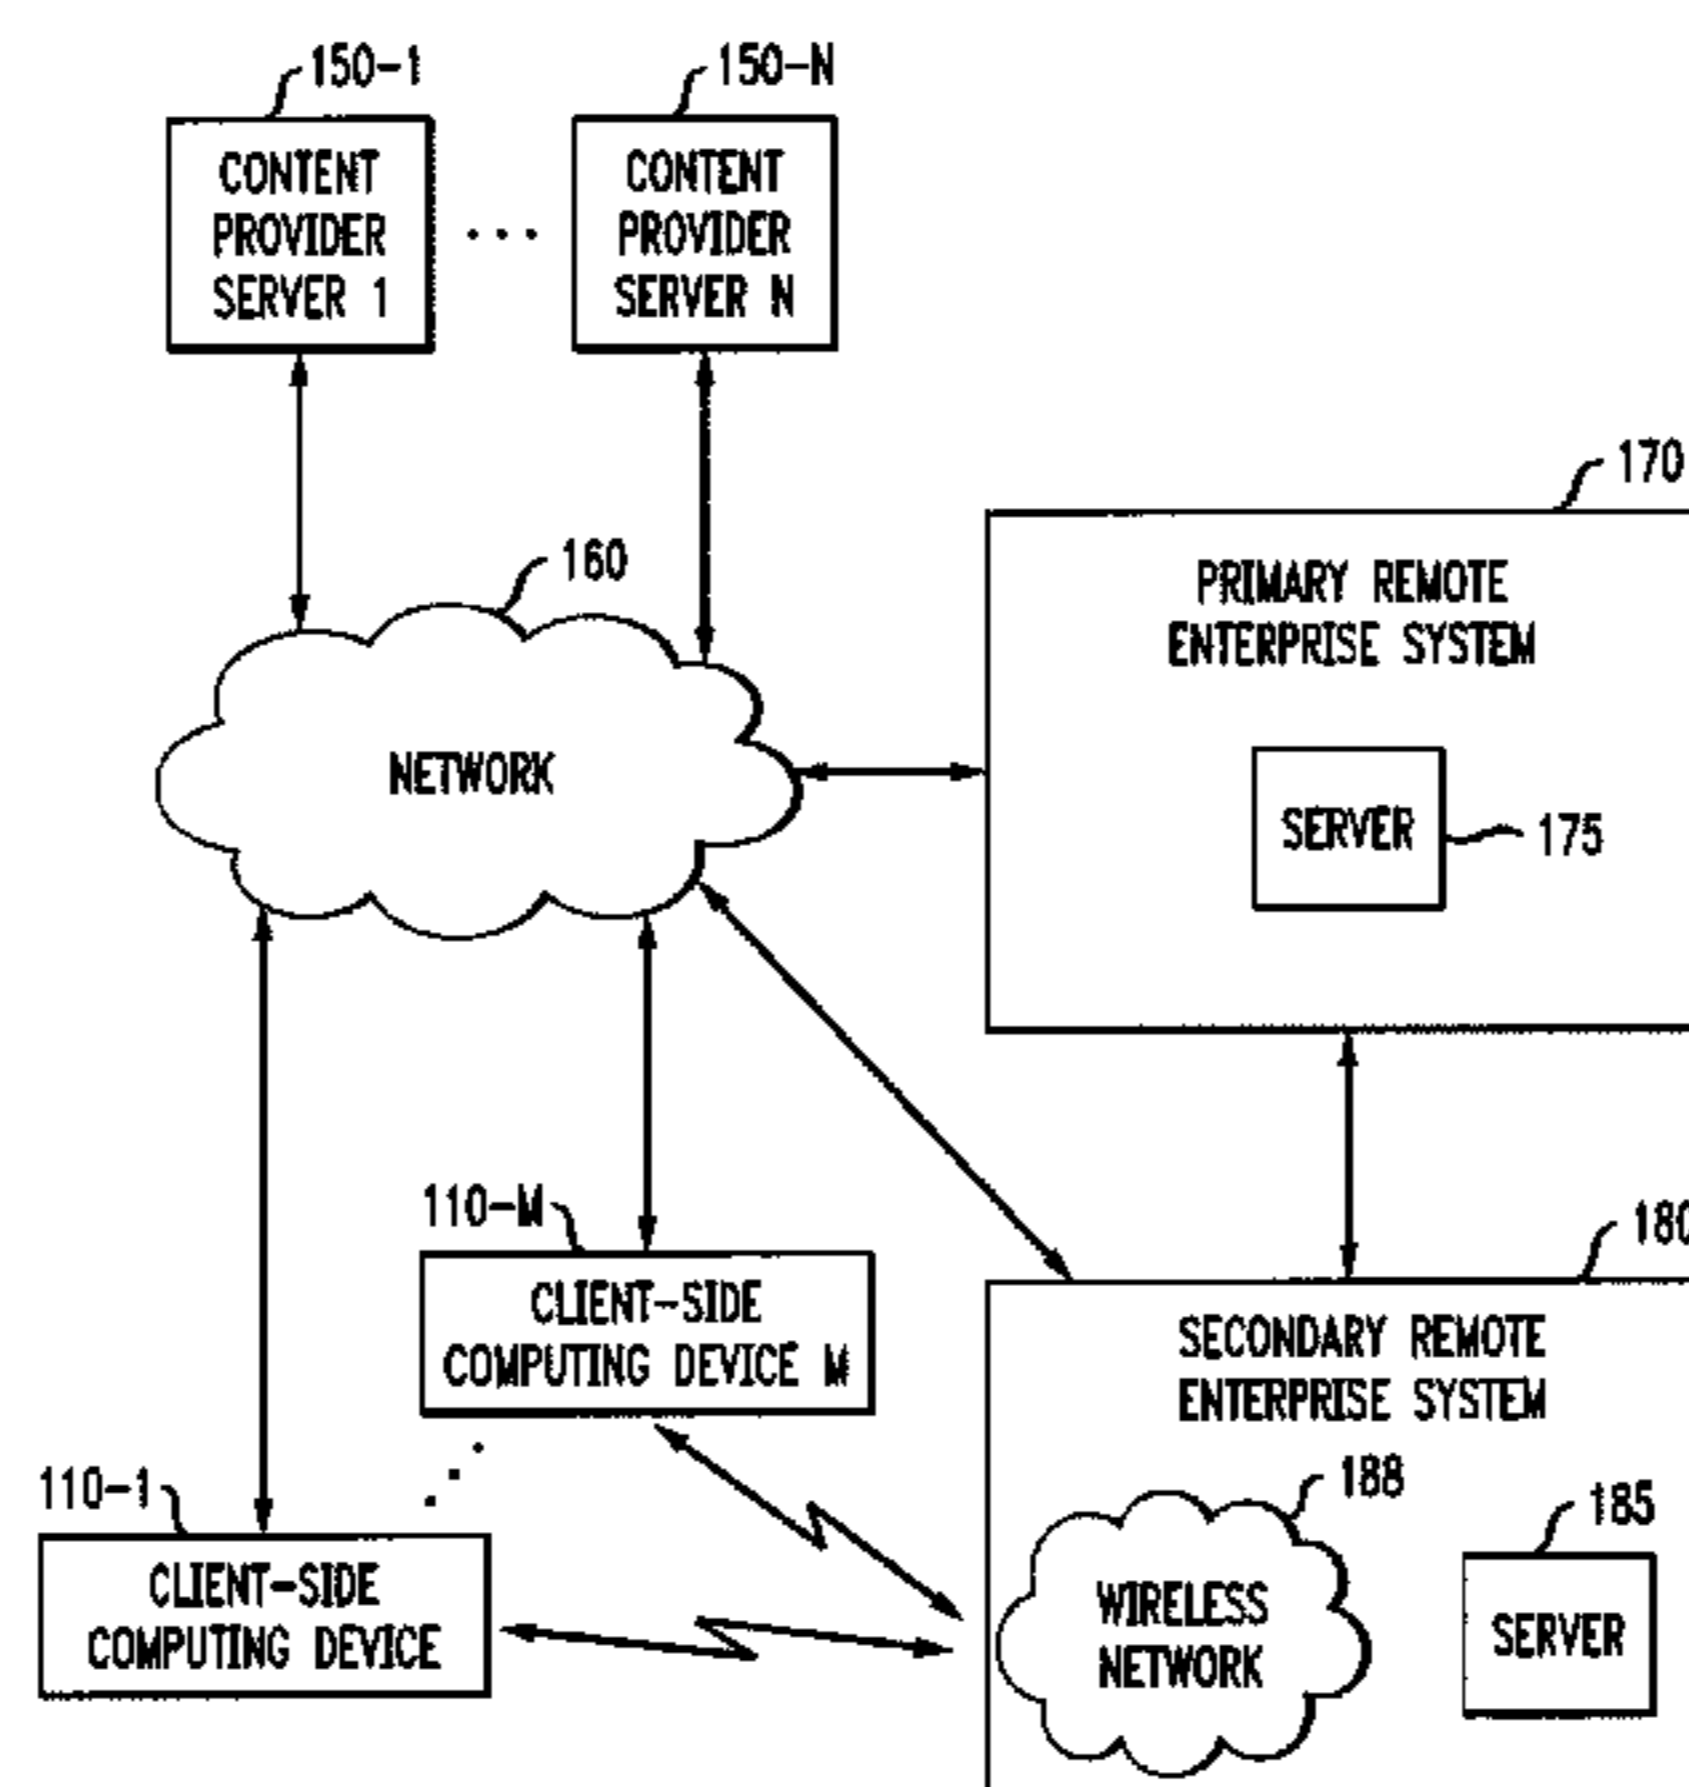 150-1
150-N
CONTENT
PROVIDER
SERVER 1
...
CONTENT
PROVIDER
SERVER N
170
160
PRIMARY REMOTE
ENTERPRISE SYSTEM
NETWORK
SERVER
175
110-M
180
CLIENT-SIDE
COMPUTING DEVICE M
SECONDARY REMOTE
ENTERPRISE SYSTEM
188
110-1
185
CLIENT-SIDE
COMPUTING DEVICE
WIRELESS
NETWORK
SERVER